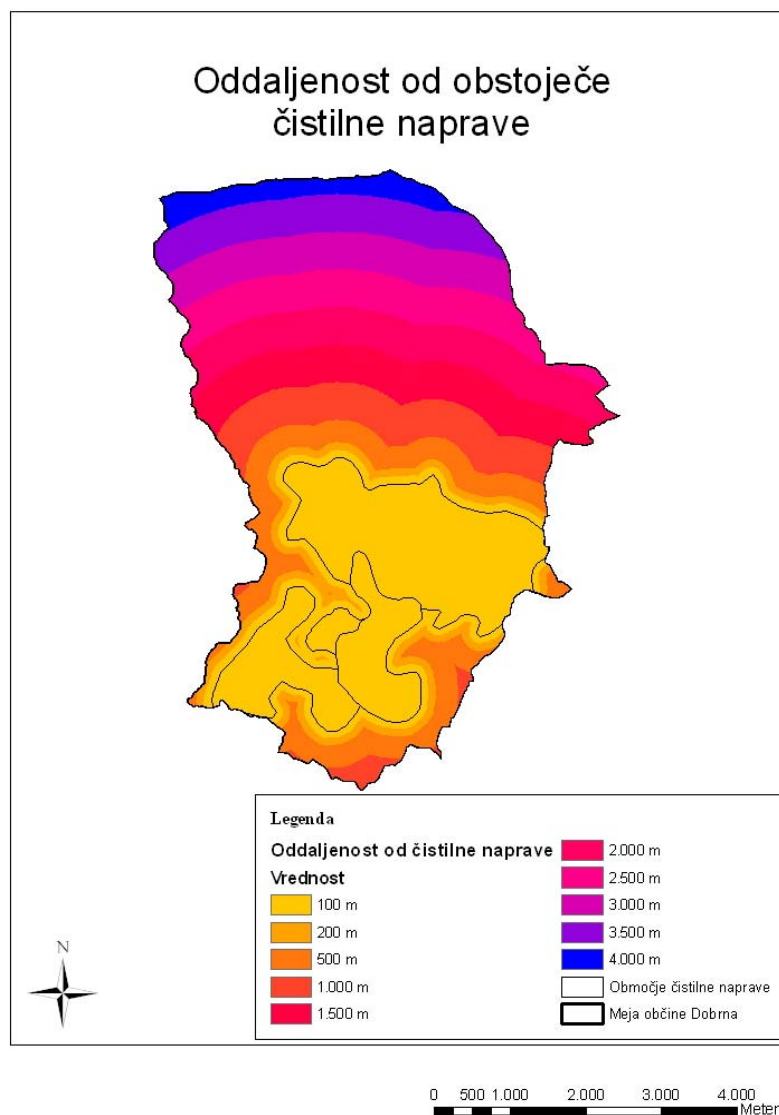 Oddaljenost od obstoječe
čistilne naprave
Legenda
Oddaljenost od čistilne naprave
Vrednost
100 m
200 m
500 m
1.000 m
1.500 m
2.000 m
2.500 m
3.000 m
3.500 m
4.000 m
Območje čistilne naprave
Meja občine Dobrna
N
0 500 1.000 2.000 3.000 4.000
Meter